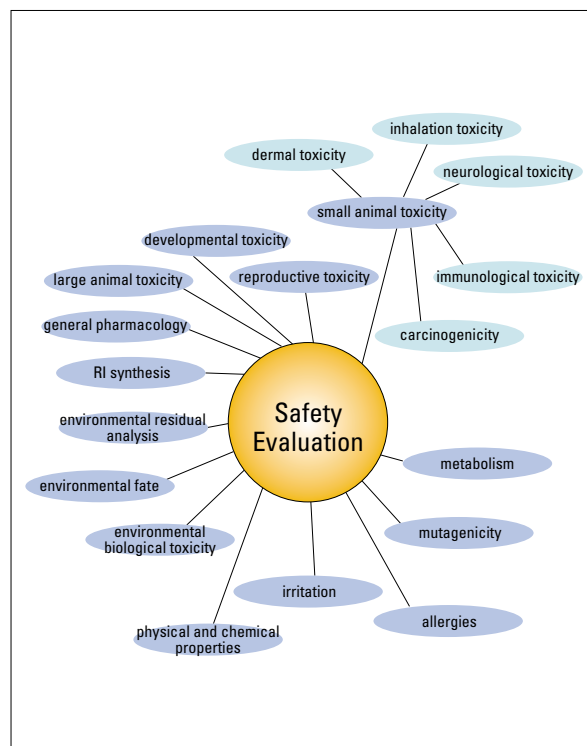 inhalation toxicity
dermal toxicity
neurological toxicity
small animal toxicity
developmental toxicity
large animal toxicity
reproductive toxicity
immunological toxicity
general pharmacology
carcinogenicity
RI synthesis
Safety
Evaluation
environmental residual
analysis
metabolism
environmental fate
environmental
biological toxicity
mutagenicity
irritation
allergies
physical and chemical
properties